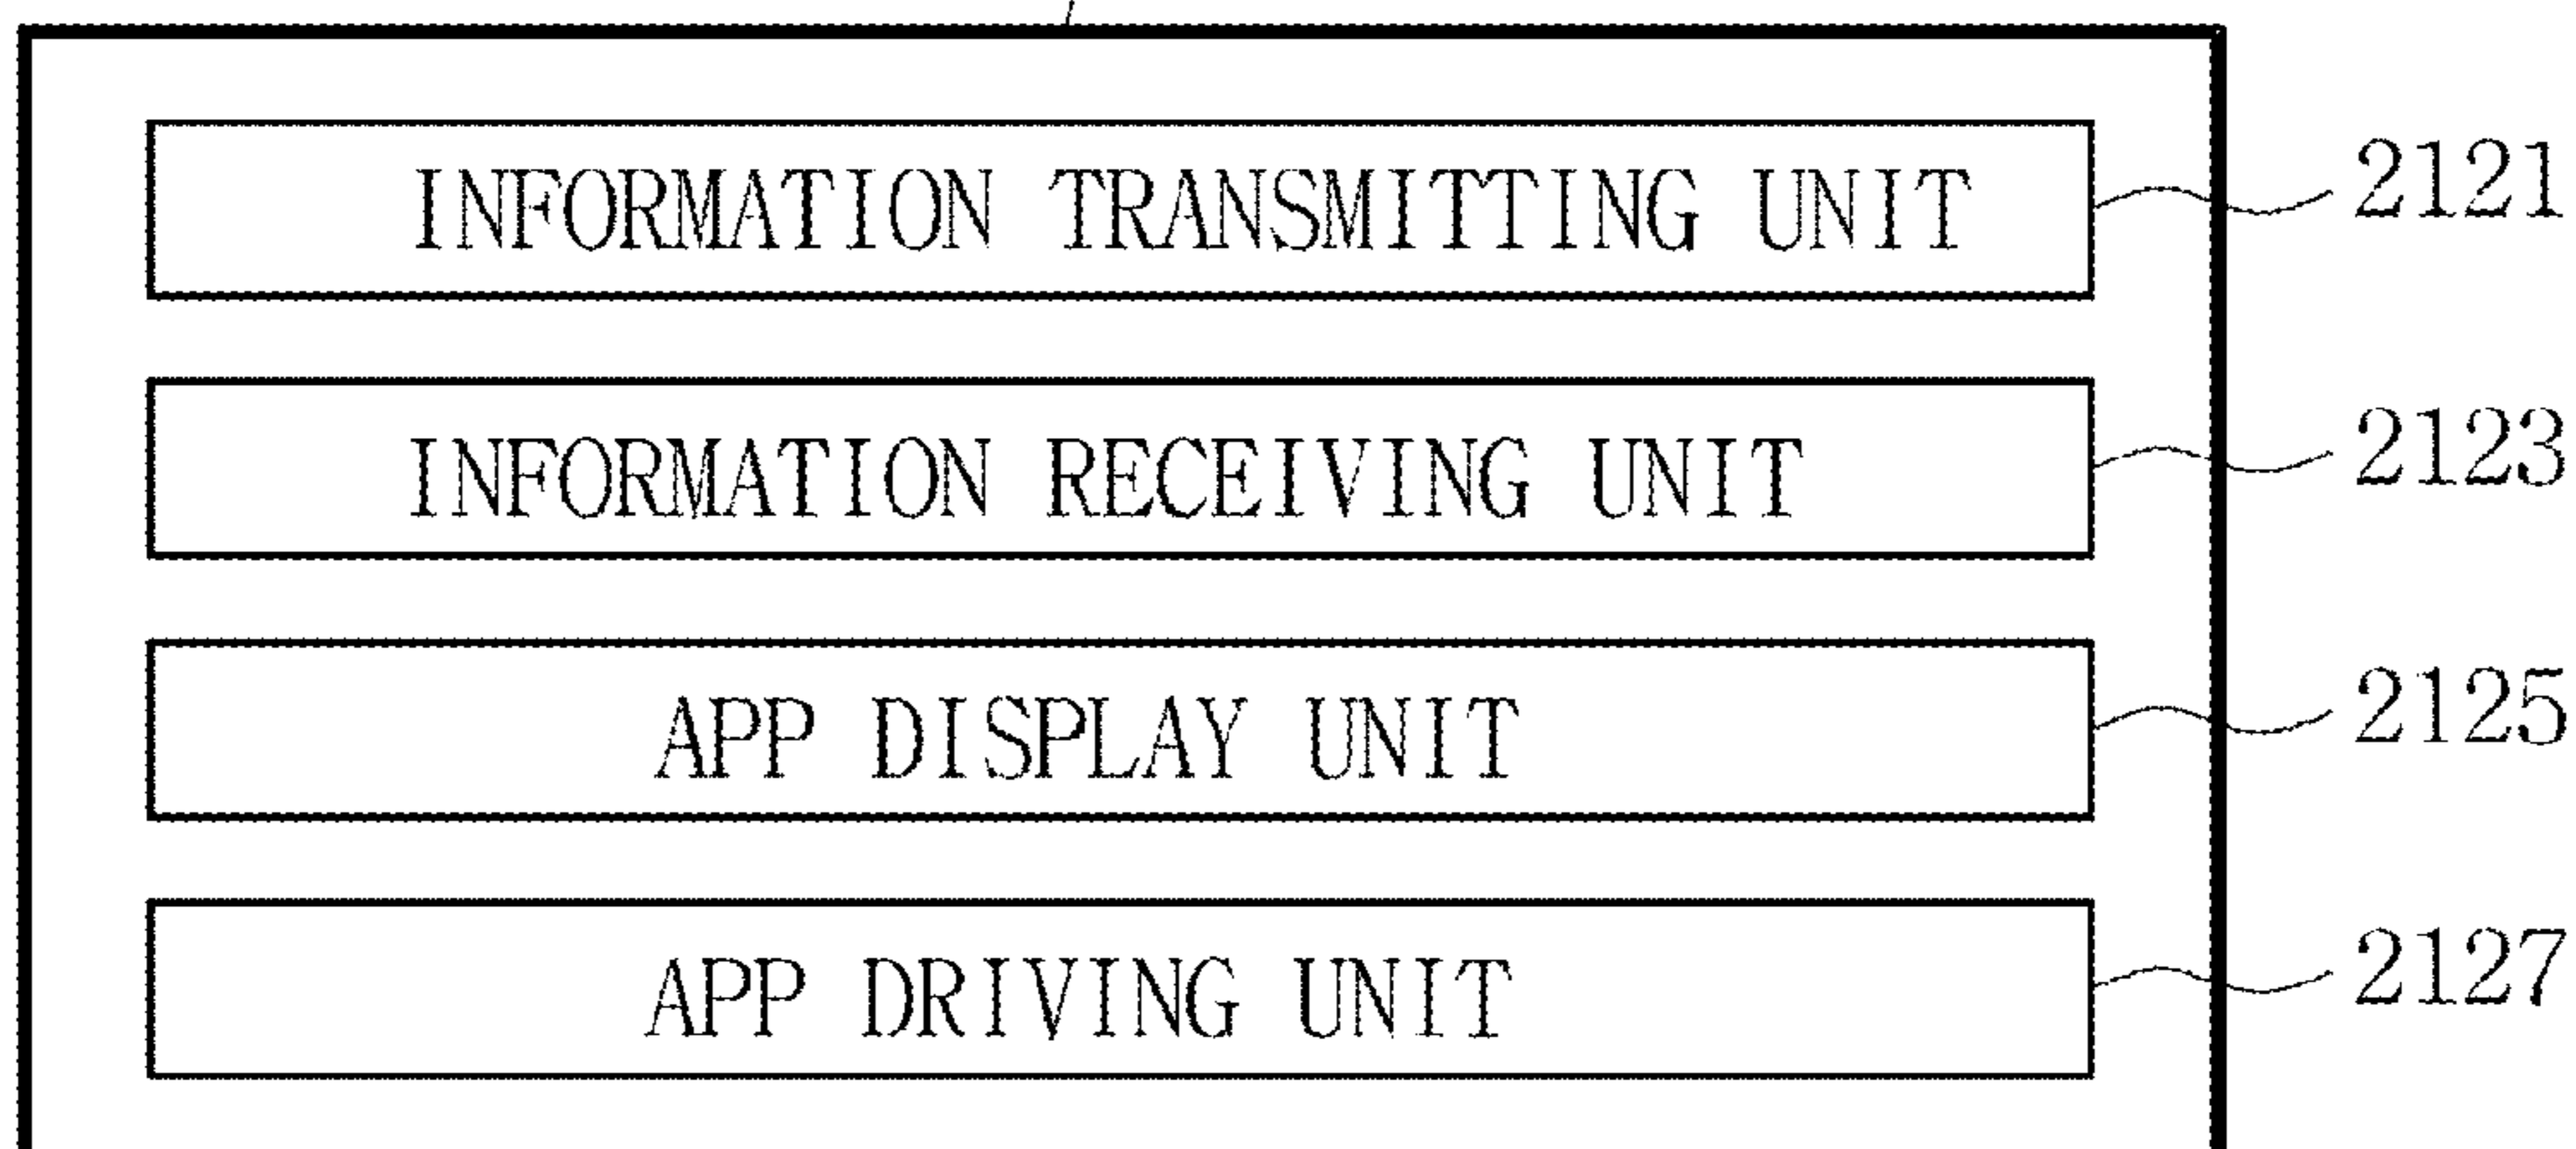 INFORMATION TRANSMITTING UNIT 2121
INFORMATION RECEIVING UNIT 2123
APP DISPLAY UNIT 2125
APP DRIVING UNIT 2127